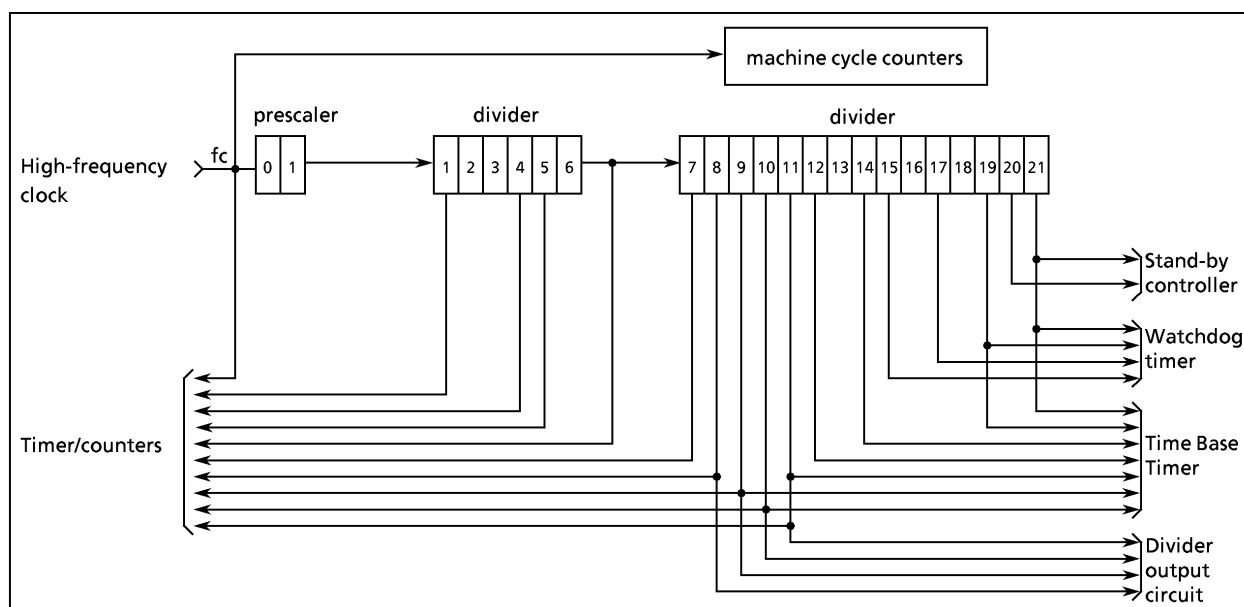 machine cycle counters
prescaler
divider
divider
fc
High-frequency
clock
0 1
1 2 3 4 5 6
7 8 9 10 11 12 13 14 15 16 17 18 19 20 21
Stand-by
controller
Watchdog
timer
Timer/counters
Time Base
Timer
Divider
output
circuit